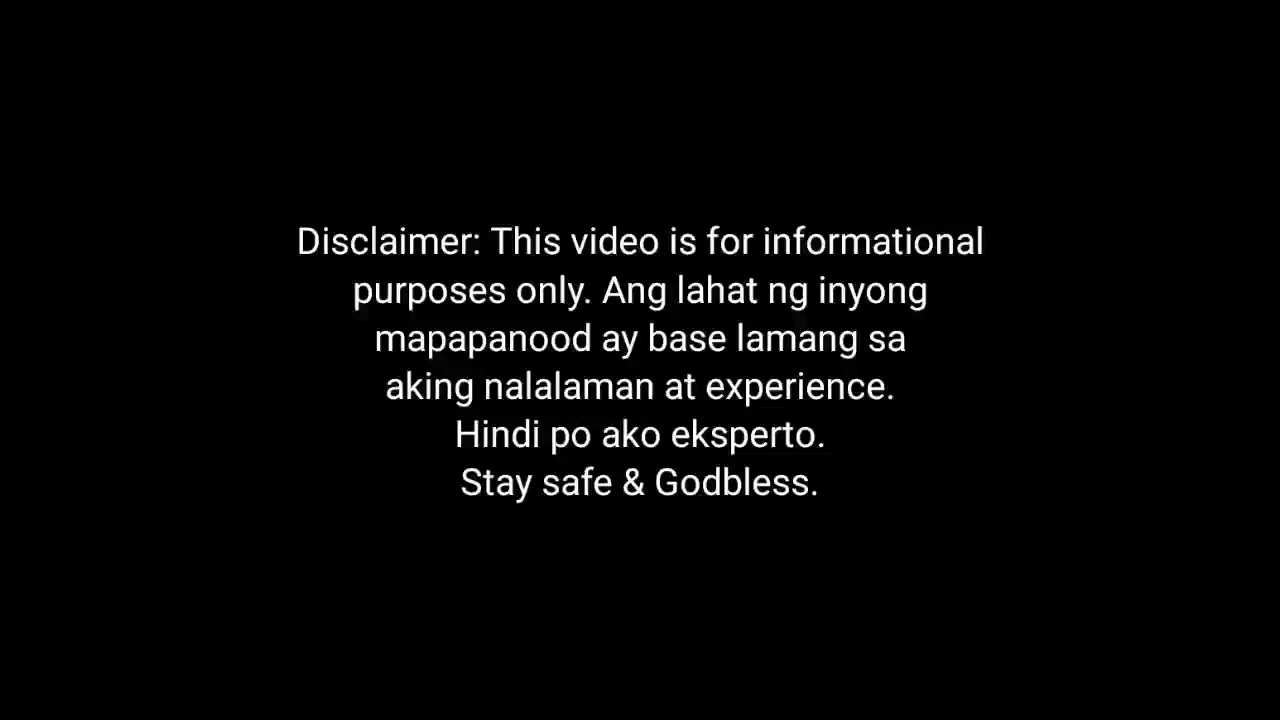 Disclaimer: This video is for informational
purposes only. Ang lahat ng inyong
mapapanood ay base lamang sa
aking nalalaman at experience.
Hindi po ako eksperto.
Stay safe & Godbless.